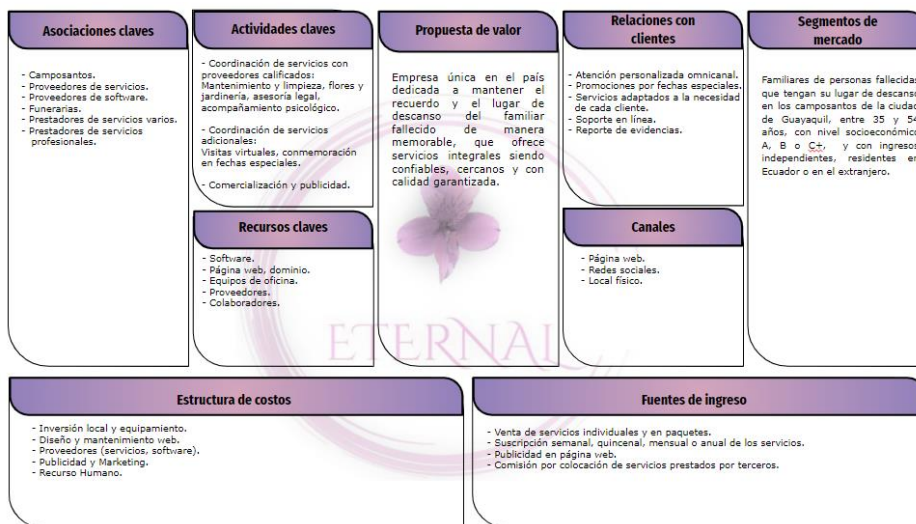 Asociaciones claves
- Camposantos.
- Proveedores de servicios.
- Proveedores de software.
- Funerarias.
- Prestadores de servicios varios.
- Prestadores de servicios
profesionales.
Actividades claves
- Coordinación de servicios con
proveedores calificados:
Mantenimiento y limpieza, flores y
jardinería, asesoría legal,
acompañamiento psicológico.
- Coordinación de servicios
adicionales:
Visitas virtuales, conmemoración
en fechas especiales.
- Comercialización y publicidad.
Recursos claves
- Software.
- Página web, dominio.
- Equipos de oficina.
- Proveedores.
- Colaboradores.
Propuesta de valor
Empresa única en el país
dedicada a mantener el
recuerdo y el lugar de
descanso del familiar
fallecido de manera
memorable, que ofrece
servicios integrales siendo
confiables, cercanos y con
calidad garantizada.
Relaciones con
clientes
- Atención personalizada omnicanal.
- Promociones por fechas especiales.
- Servicios adaptados a la necesidad
de cada cliente.
- Soporte en línea.
- Reporte de evidencias.
Canales
- Página web.
- Redes sociales.
- Local físico.
Segmentos de
mercado
Familiares de personas fallecidas
que tengan su lugar de descanso
en los camposantos de la ciudad
de Guayaquil, entre 35 y 54
años, con nivel socioeconómico
A, B o C+, y con ingresos
independientes, residentes en
Ecuador o en el extranjero.
ETERNAL
Estructura de costos
- Inversión local y equipamiento.
- Diseño y mantenimiento web.
- Proveedores (servicios, software).
- Publicidad y Marketing.
- Recurso Humano.
Fuentes de ingreso
- Venta de servicios individuales y en paquetes.
- Suscripción semanal, quincenal, mensual o anual de los servicios.
- Publicidad en página web.
- Comisión por colocación de servicios prestados por terceros.